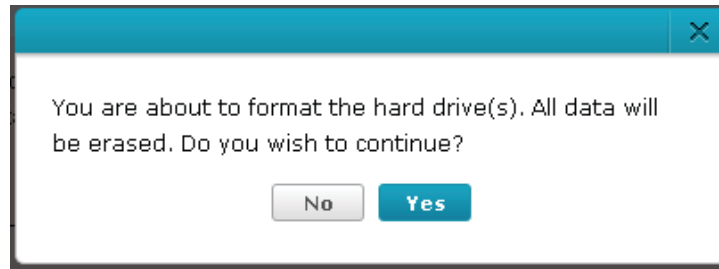 You are about to format the hard drive(s). All data will
be erased. Do you wish to continue?
No Yes